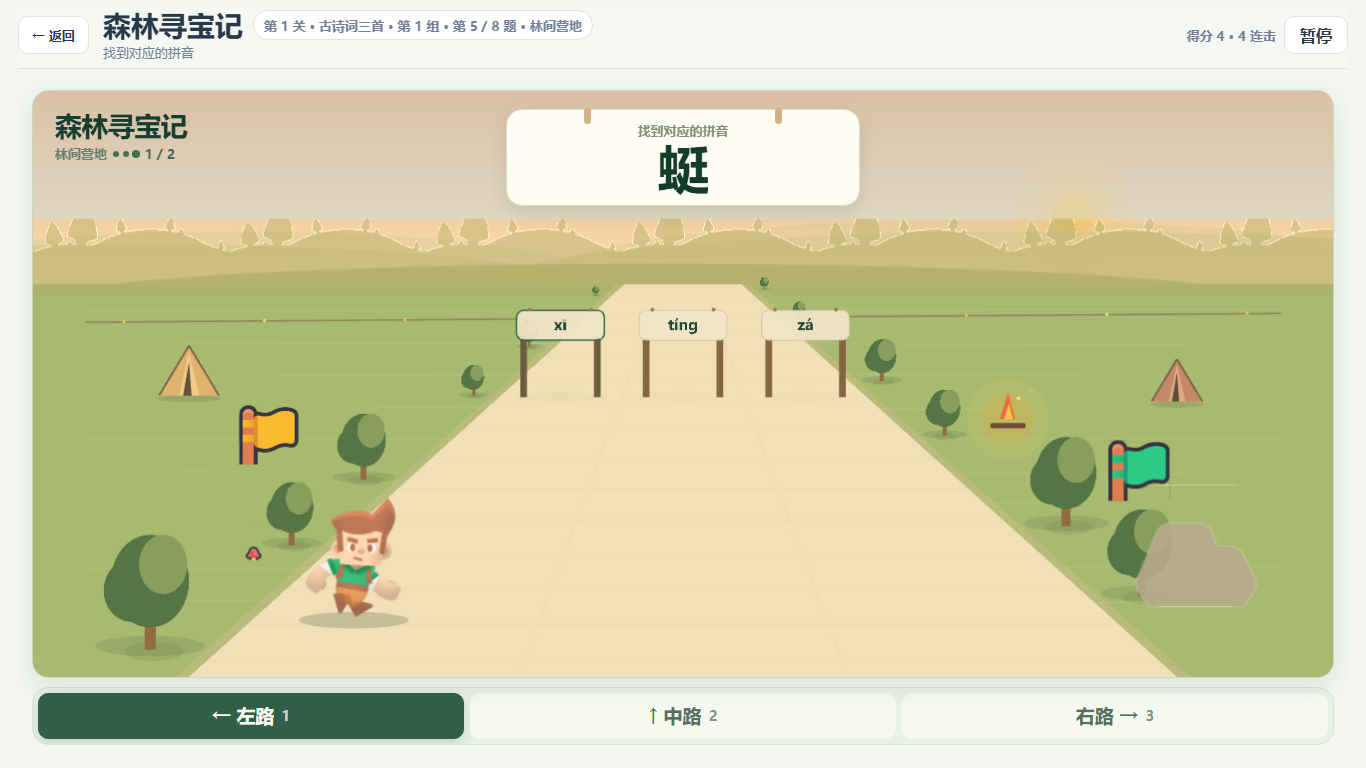 ← 返回
森林寻宝记
第 1 关 • 古诗词三首 • 第 1 组 • 第 5 / 8 题 • 林间营地
找到对应的拼音
得分 4 • 4 连击
暂停
森林寻宝记
林间营地 ●●● 1 / 2
找到对应的拼音
蜓
xī
tíng
zá
← 左路 1
↑ 中路 2
右路 → 3